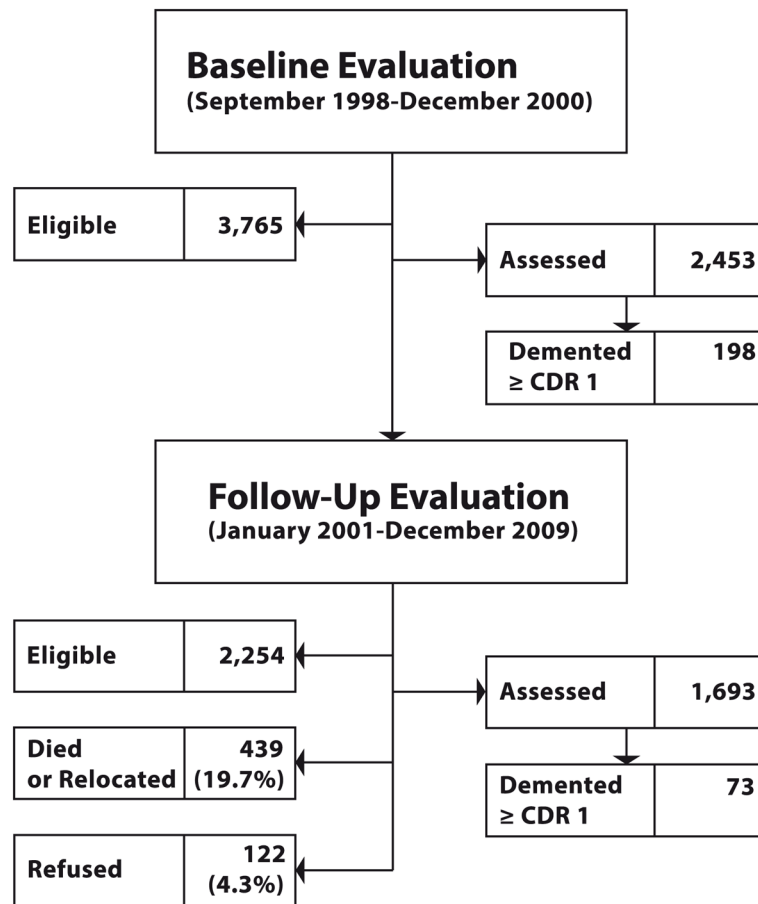 Baseline Evaluation
(September 1998-December 2000)
Eligible 3,765
Assessed 2,453
Demented 198
≥ CDR 1
Follow-Up Evaluation
(January 2001-December 2009)
Eligible 2,254
Assessed 1,693
Died 439
or Relocated (19.7%)
Demented 73
≥ CDR 1
Refused 122
(4.3%)